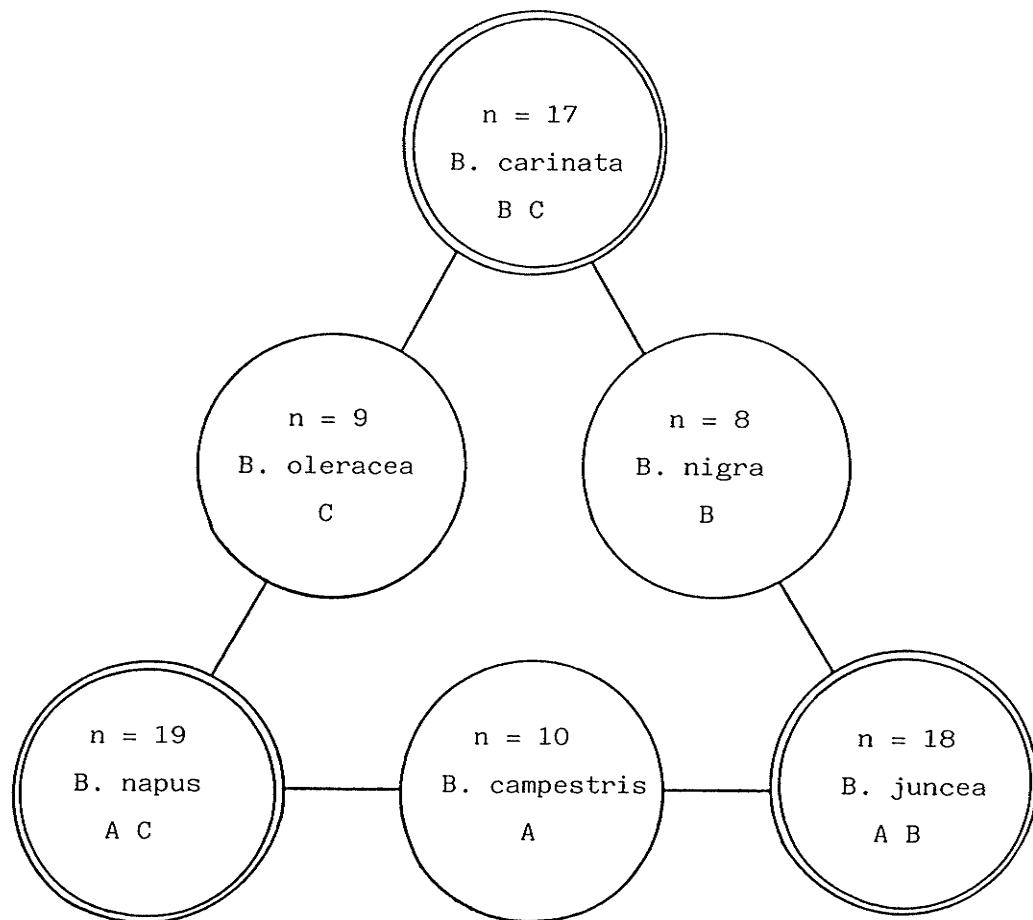 n = 17
B. carinata
B C
n = 9
B. oleracea
C
n = 8
B. nigra
B
n = 19
B. napus
A C
n = 10
B. campestris
A
n = 18
B. juncea
A B